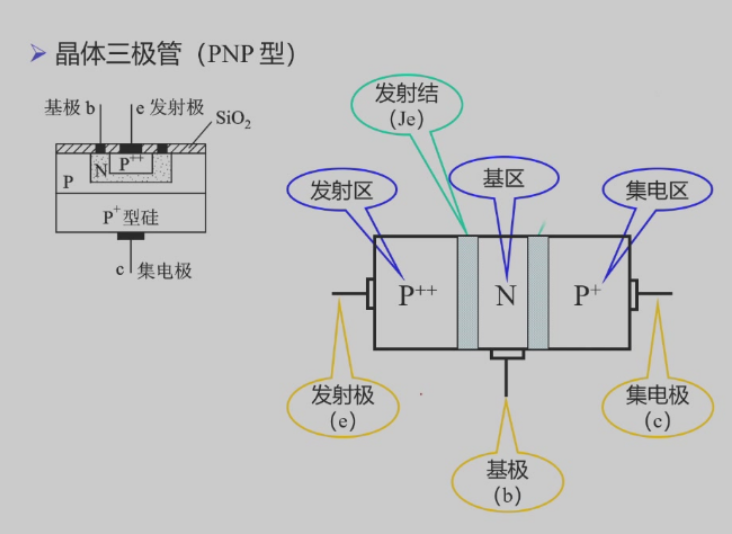 晶体三极管（PNP 型）
基极 b
e 发射极
SiO₂
P⁺⁺
N
P
P⁺型硅
c 集电极
发射结
（Je）
发射区
基区
集电区
P⁺⁺
N
P⁺
发射极
（e）
集电极
（c）
基极
（b）